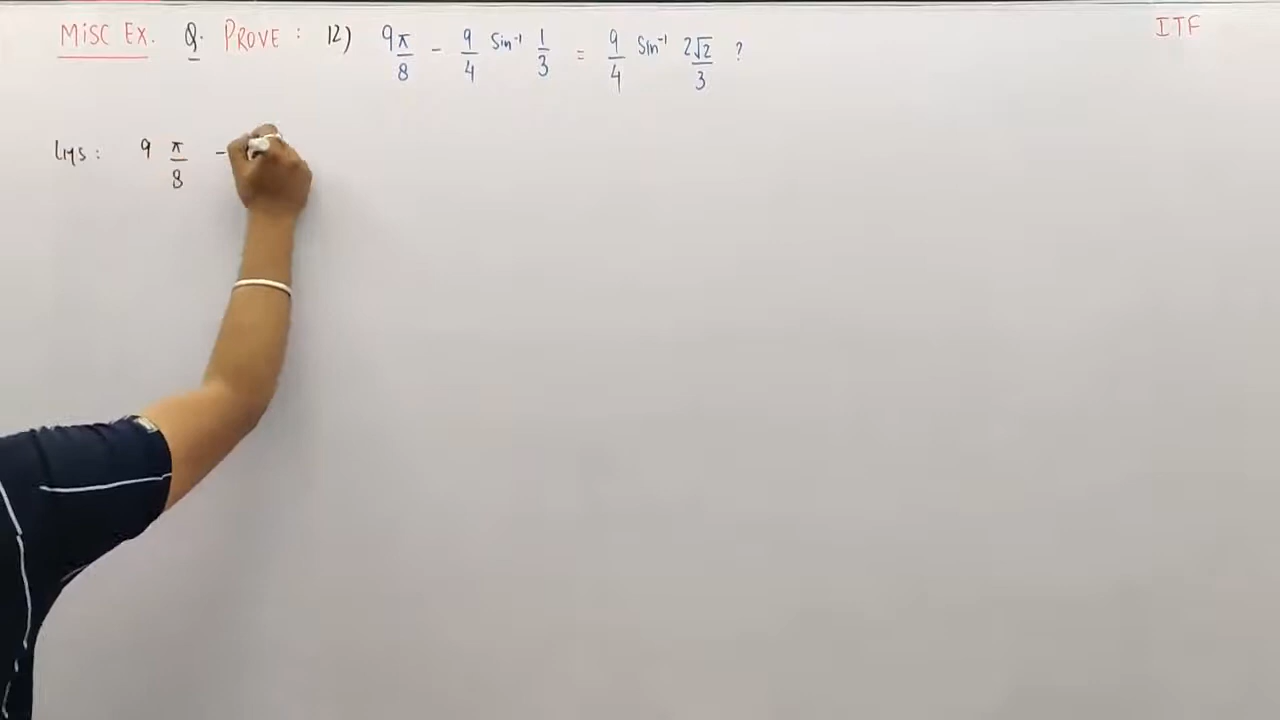 MISC EX. Q. PROVE : 12) 9π/8 - 9/4 Sin⁻¹ 1/3 = 9/4 Sin⁻¹ 2√2/3 ?
ITF
LHS : 9 π/8 -